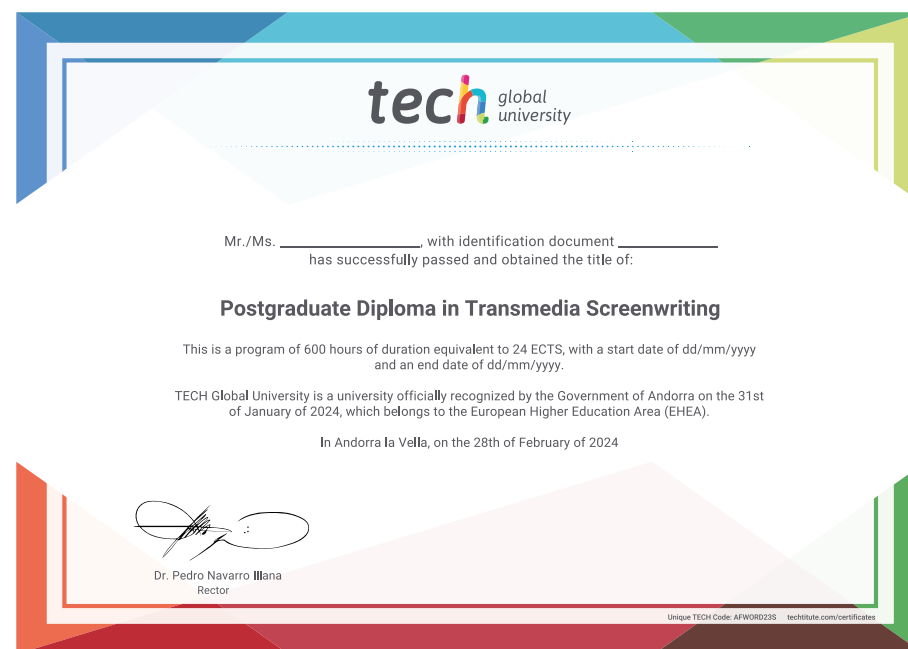 tech global university
Mr./Ms. ____________, with identification document ____________
has successfully passed and obtained the title of:
Postgraduate Diploma in Transmedia Screenwriting
This is a program of 600 hours of duration equivalent to 24 ECTS, with a start date of dd/mm/yyyy
and an end date of dd/mm/yyyy.
TECH Global University is a university officially recognized by the Government of Andorra on the 31st
of January of 2024, which belongs to the European Higher Education Area (EHEA).
In Andorra la Vella, on the 28th of February of 2024
Dr. Pedro Navarro Illana
Rector
Unique TECH Code: AFWORD23S techtitute.com/certificates